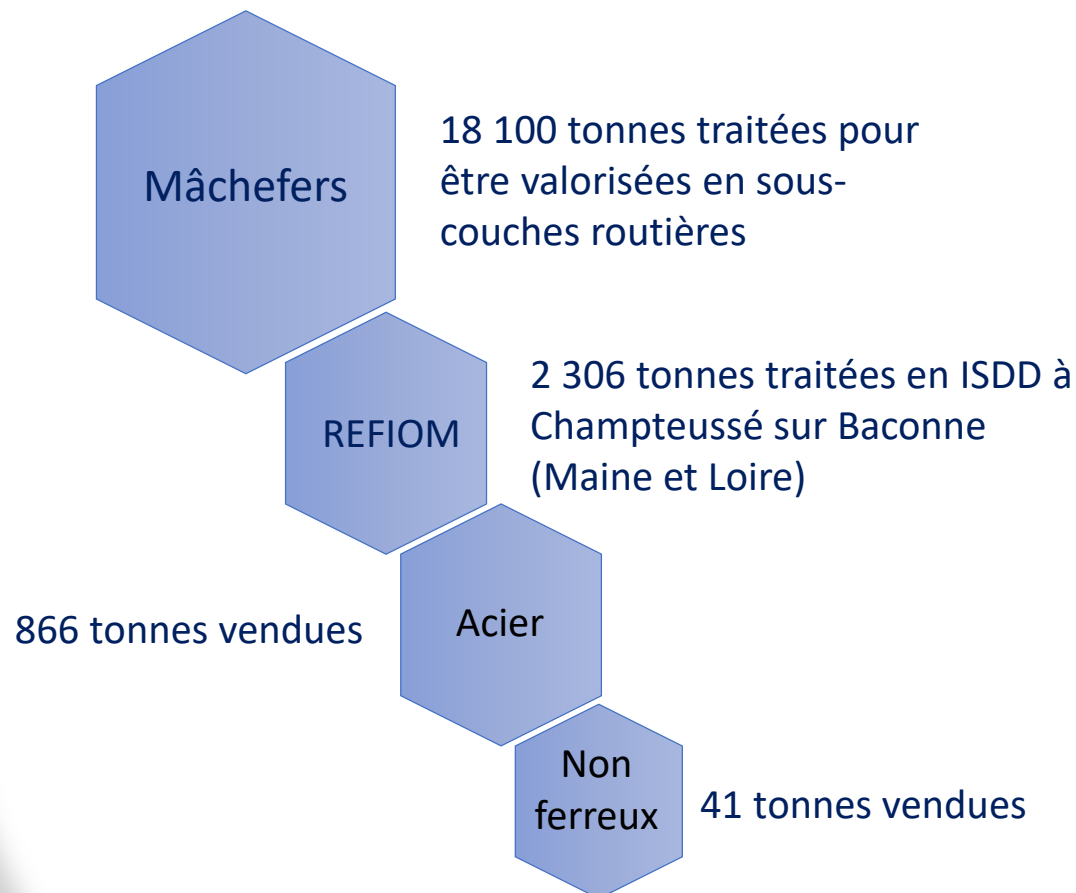 Mâchefers
18 100 tonnes traitées pour
être valorisées en sous-
couches routières
REFIOM
2 306 tonnes traitées en ISDD à
Champteussé sur Baconne
(Maine et Loire)
866 tonnes vendues
Acier
Non
ferreux
41 tonnes vendues